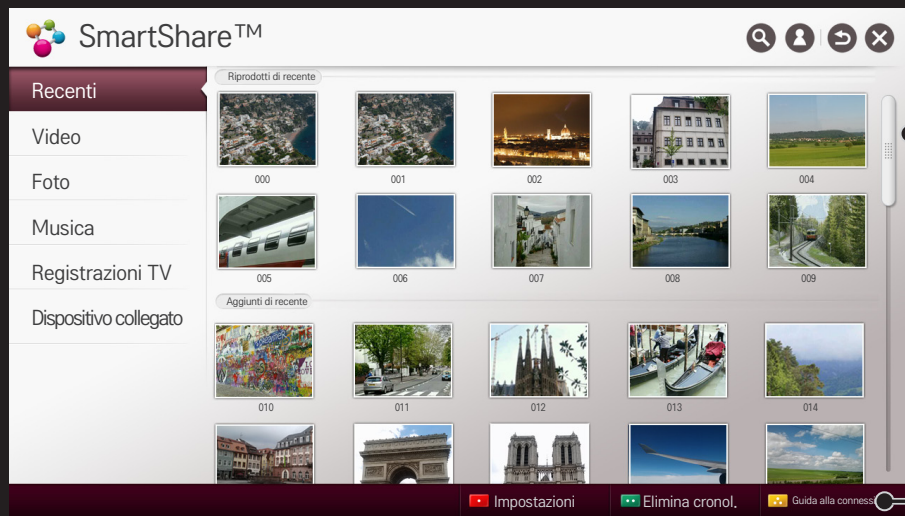 SmartShare™
Recenti
Video
Foto
Musica
Registrazioni TV
Dispositivo collegato
Riprodotti di recente
000 001 002 003 004
005 006 007 008 009
Aggiunti di recente
010 011 012 013 014
Impostazioni Elimina cronol. Guida alla